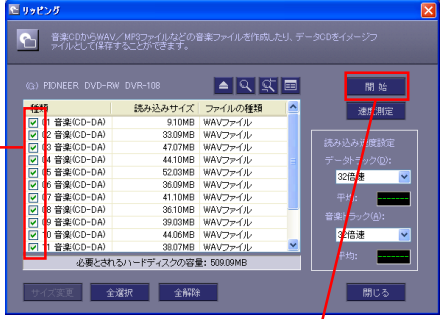 リッピング
音楽CDからWAV／MP3ファイルなどの音楽ファイルを作成したり、データCDをイメージフ
ァイルとして保存することができます。
(G:) PIONEER DVD-RW DVR-108
開始
種類 読み込みサイズ ファイルの種類
速度測定
01 音楽(CD-DA) 9.10MB WAVファイル
02 音楽(CD-DA) 33.09MB WAVファイル
03 音楽(CD-DA) 47.07MB WAVファイル
04 音楽(CD-DA) 44.10MB WAVファイル
05 音楽(CD-DA) 52.03MB WAVファイル
06 音楽(CD-DA) 36.09MB WAVファイル
07 音楽(CD-DA) 41.10MB WAVファイル
08 音楽(CD-DA) 36.10MB WAVファイル
09 音楽(CD-DA) 39.03MB WAVファイル
10 音楽(CD-DA) 44.06MB WAVファイル
11 音楽(CD-DA) 38.07MB WAVファイル
読み込み速度設定
データトラック(D):
32倍速
平均:
音楽トラック(A):
32倍速
平均:
必要とされるハードディスクの容量: 509.09MB
サイズ変更 全選択 全解除 閉じる